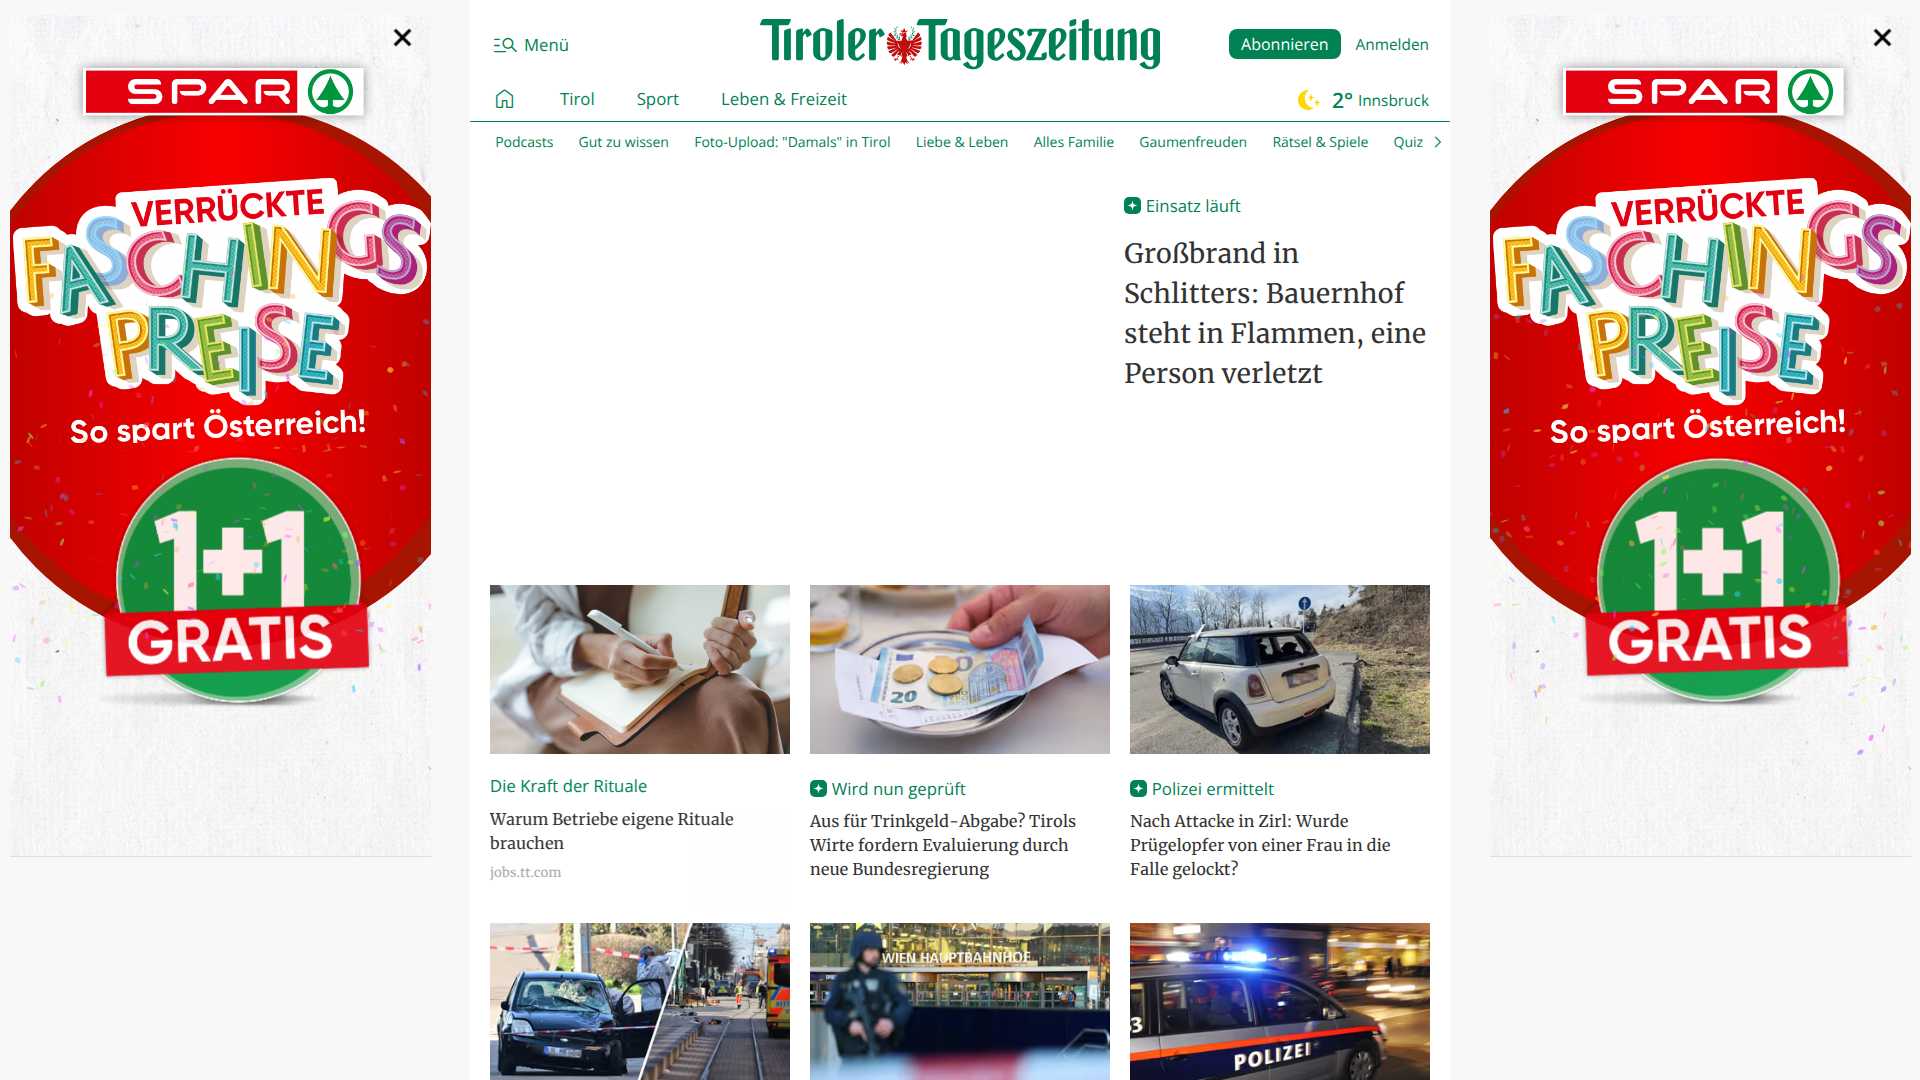 Menü
Tiroler Tageszeitung
Abonnieren
Anmelden
Tirol
Sport
Leben & Freizeit
2° Innsbruck
Podcasts
Gut zu wissen
Foto-Upload: "Damals" in Tirol
Liebe & Leben
Alles Familie
Gaumenfreuden
Rätsel & Spiele
Quiz
SPAR
VERRÜCKTE
FASCHINGS
PREISE
So spart Österreich!
1+1
GRATIS
Einsatz läuft
Großbrand in
Schlitters: Bauernhof
steht in Flammen, eine
Person verletzt
20
Die Kraft der Rituale
Warum Betriebe eigene Rituale
brauchen
jobs.tt.com
Wird nun geprüft
Aus für Trinkgeld-Abgabe? Tirols
Wirte fordern Evaluierung durch
neue Bundesregierung
Polizei ermittelt
Nach Attacke in Zirl: Wurde
Prügelopfer von einer Frau in die
Falle gelockt?
WIEN HAUPTBAHNHOF
3
POLIZEI
SPAR
VERRÜCKTE
FASCHINGS
PREISE
So spart Österreich!
1+1
GRATIS